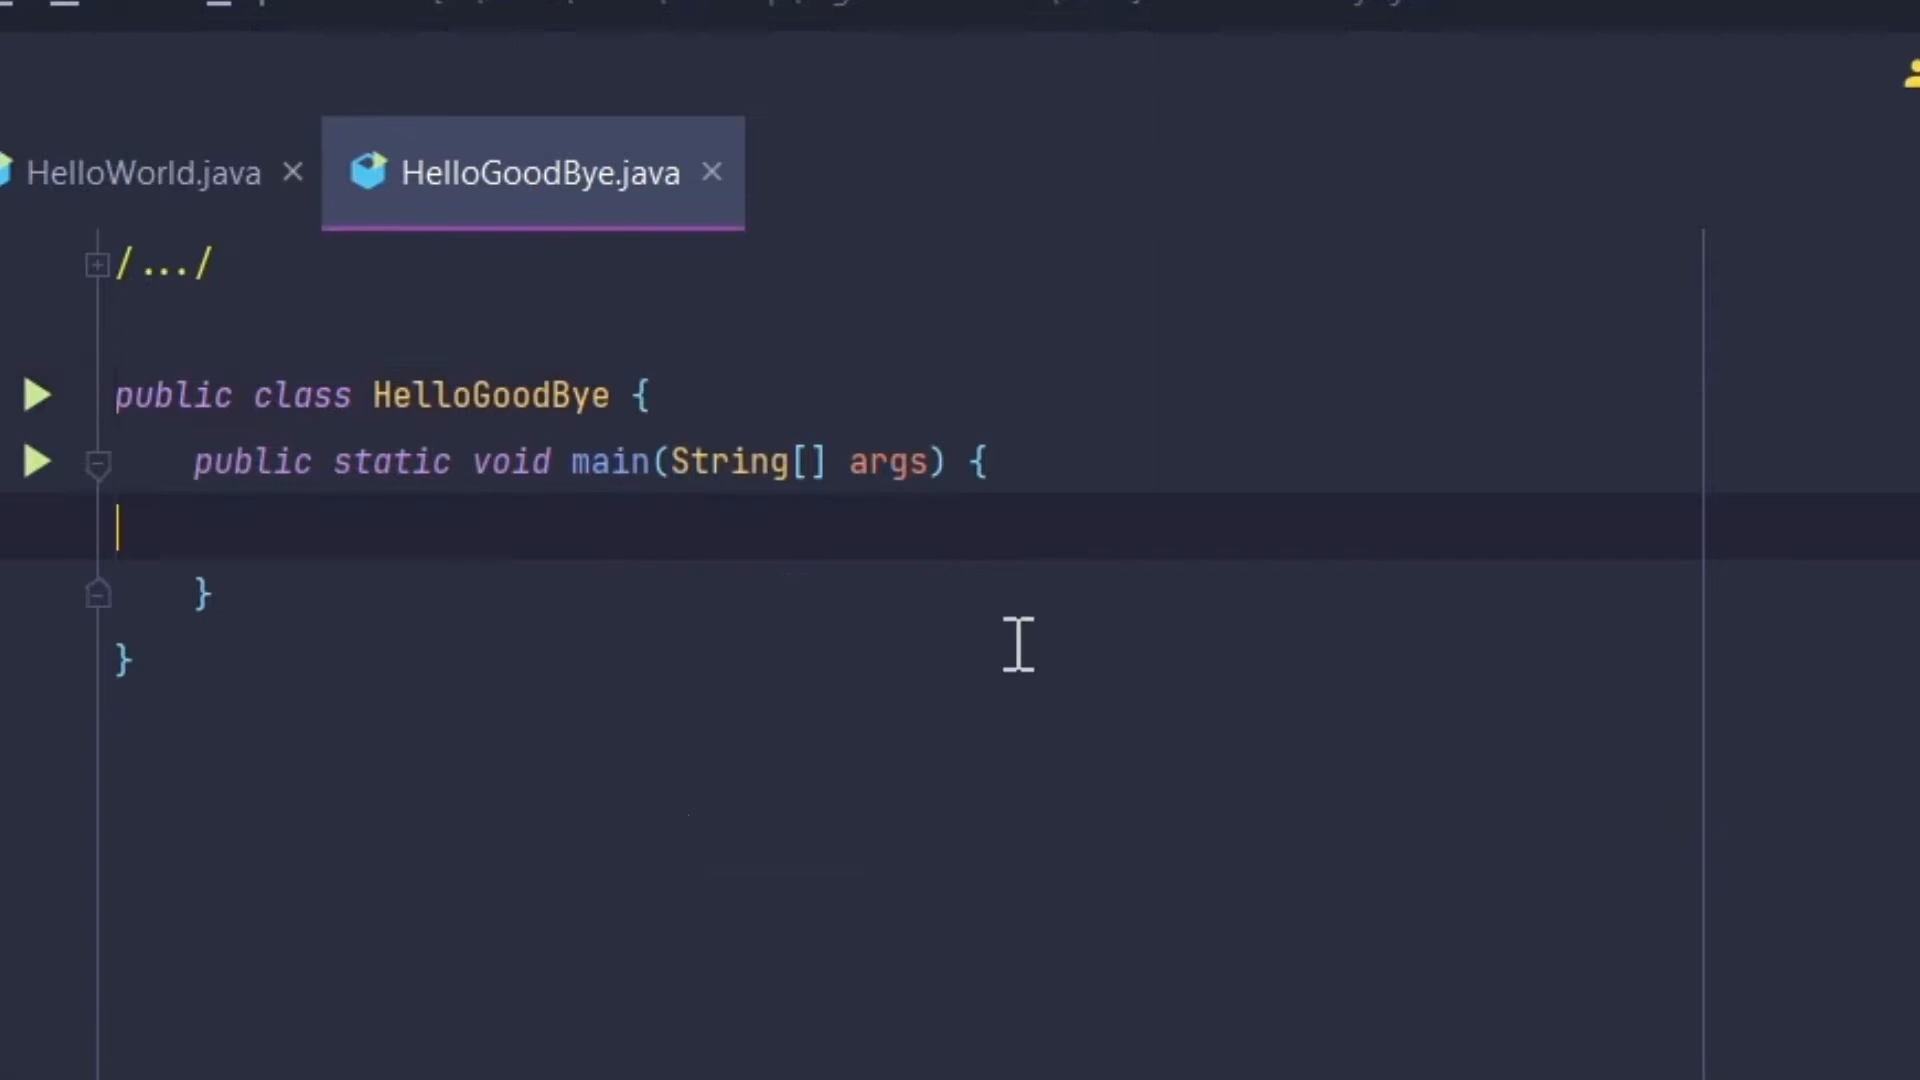 HelloWorld.java HelloGoodBye.java
/.../
public class HelloGoodBye {
public static void main(String[] args) {
}
}